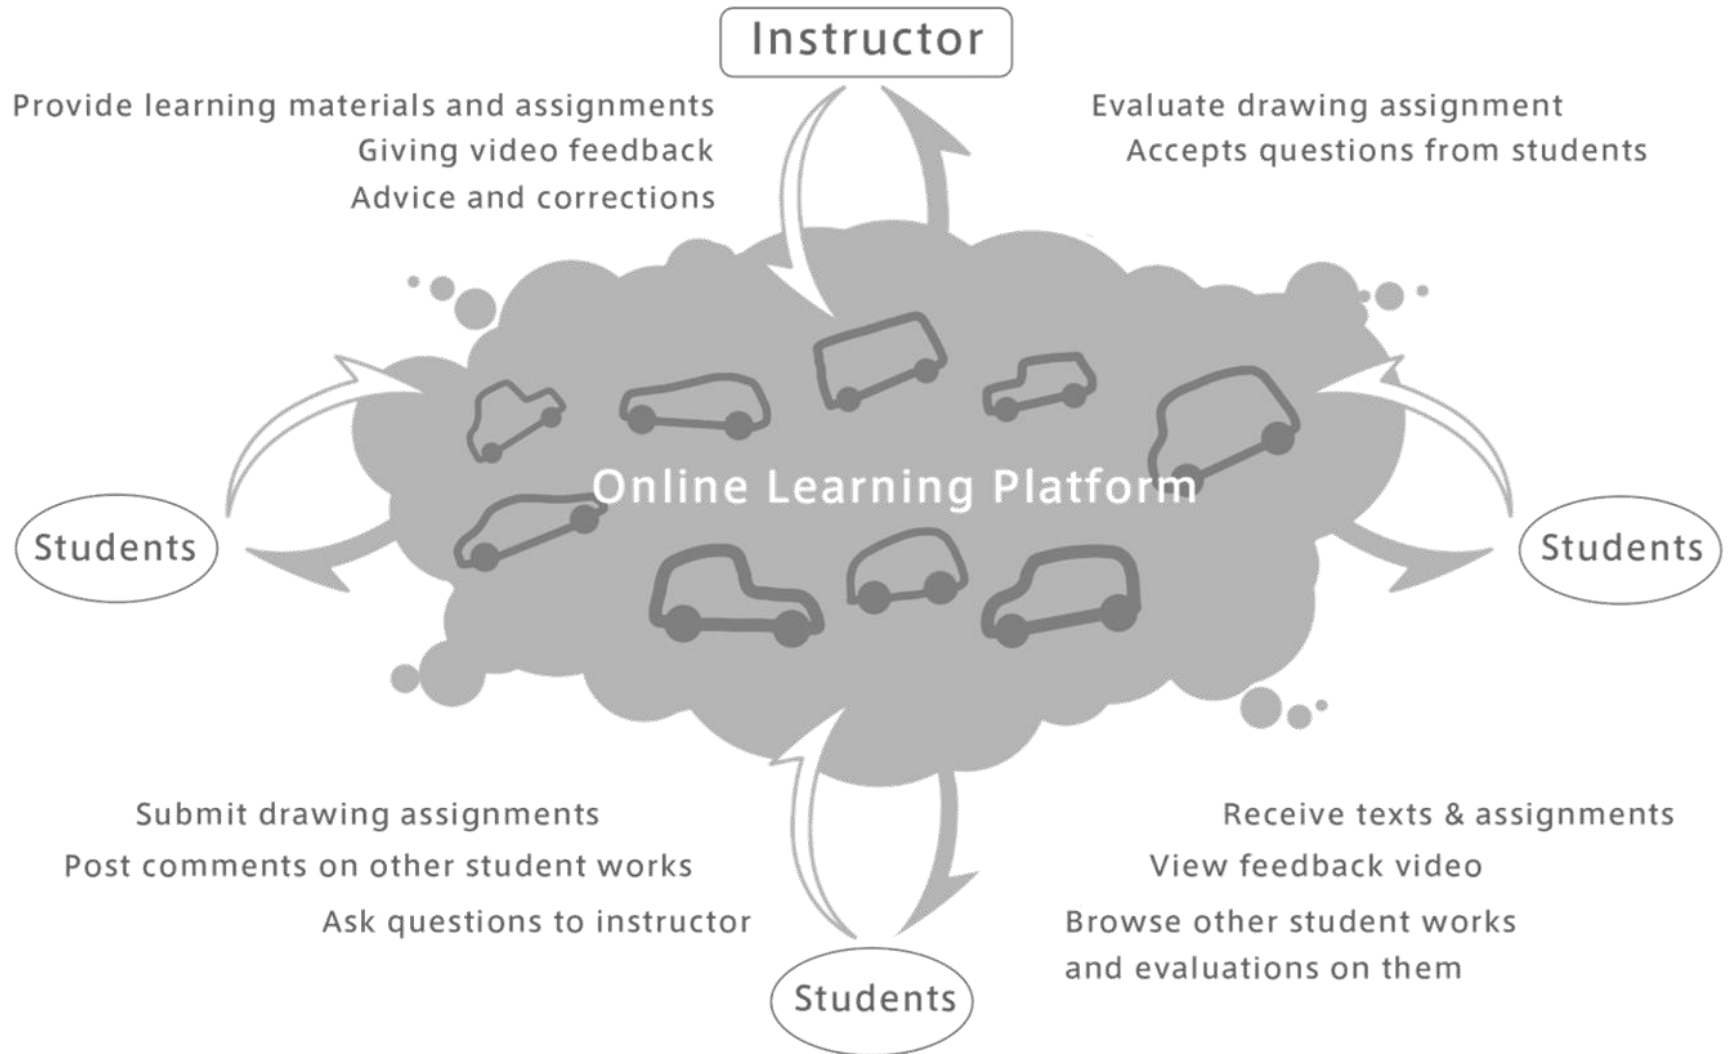 Instructor
Provide learning materials and assignments
Giving video feedback
Advice and corrections
Evaluate drawing assignment
Accepts questions from students
Online Learning Platform
Students
Students
Submit drawing assignments
Post comments on other student works
Ask questions to instructor
Receive texts & assignments
View feedback video
Browse other student works
and evaluations on them
Students